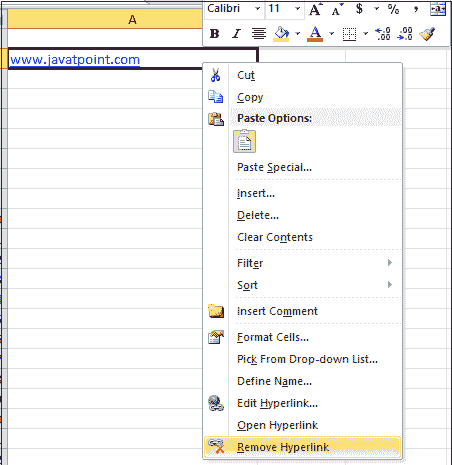 Calibri 11 A A $ % ,
A B I A .00 .0
www.javatpoint.com
Cut
Copy
Paste Options:
Paste Special...
Insert...
Delete...
Clear Contents
Filter
Sort
Insert Comment
Format Cells...
Pick From Drop-down List...
Define Name...
Edit Hyperlink...
Open Hyperlink
Remove Hyperlink